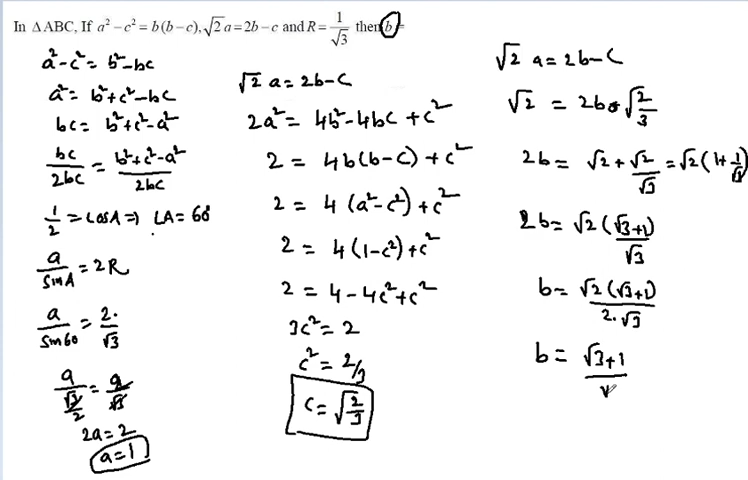 In ΔABC, If a² − c² = b(b − c), √2 a = 2b − c and R = 1/√3 then b =
a²-c² = b²-bc
a² = b²+c²-bc
bc = b²+c²-a²
bc/2bc = b²+c²-a²/2bc
1/2 = cosA => ∠A = 60
a/sinA = 2R
a/sin60 = 2·/√3
a/(√3/2) = 2/√3
2a = 2
a=1
√2 a = 2b-c
2a² = 4b²-4bc+c²
2 = 4b(b-c)+c²
2 = 4(a²-c²)+c²
2 = 4(1-c²)+c²
2 = 4-4c²+c²
3c² = 2
c² = 2/3
c = √2/3
√2 a = 2b-c
√2 = 2b-√2/3
2b = √2+√2/√3 = √2(1+1/√3)
2b = √2(√3+1)/√3
b = √2(√3+1)/2·√3
b = √3+1/√